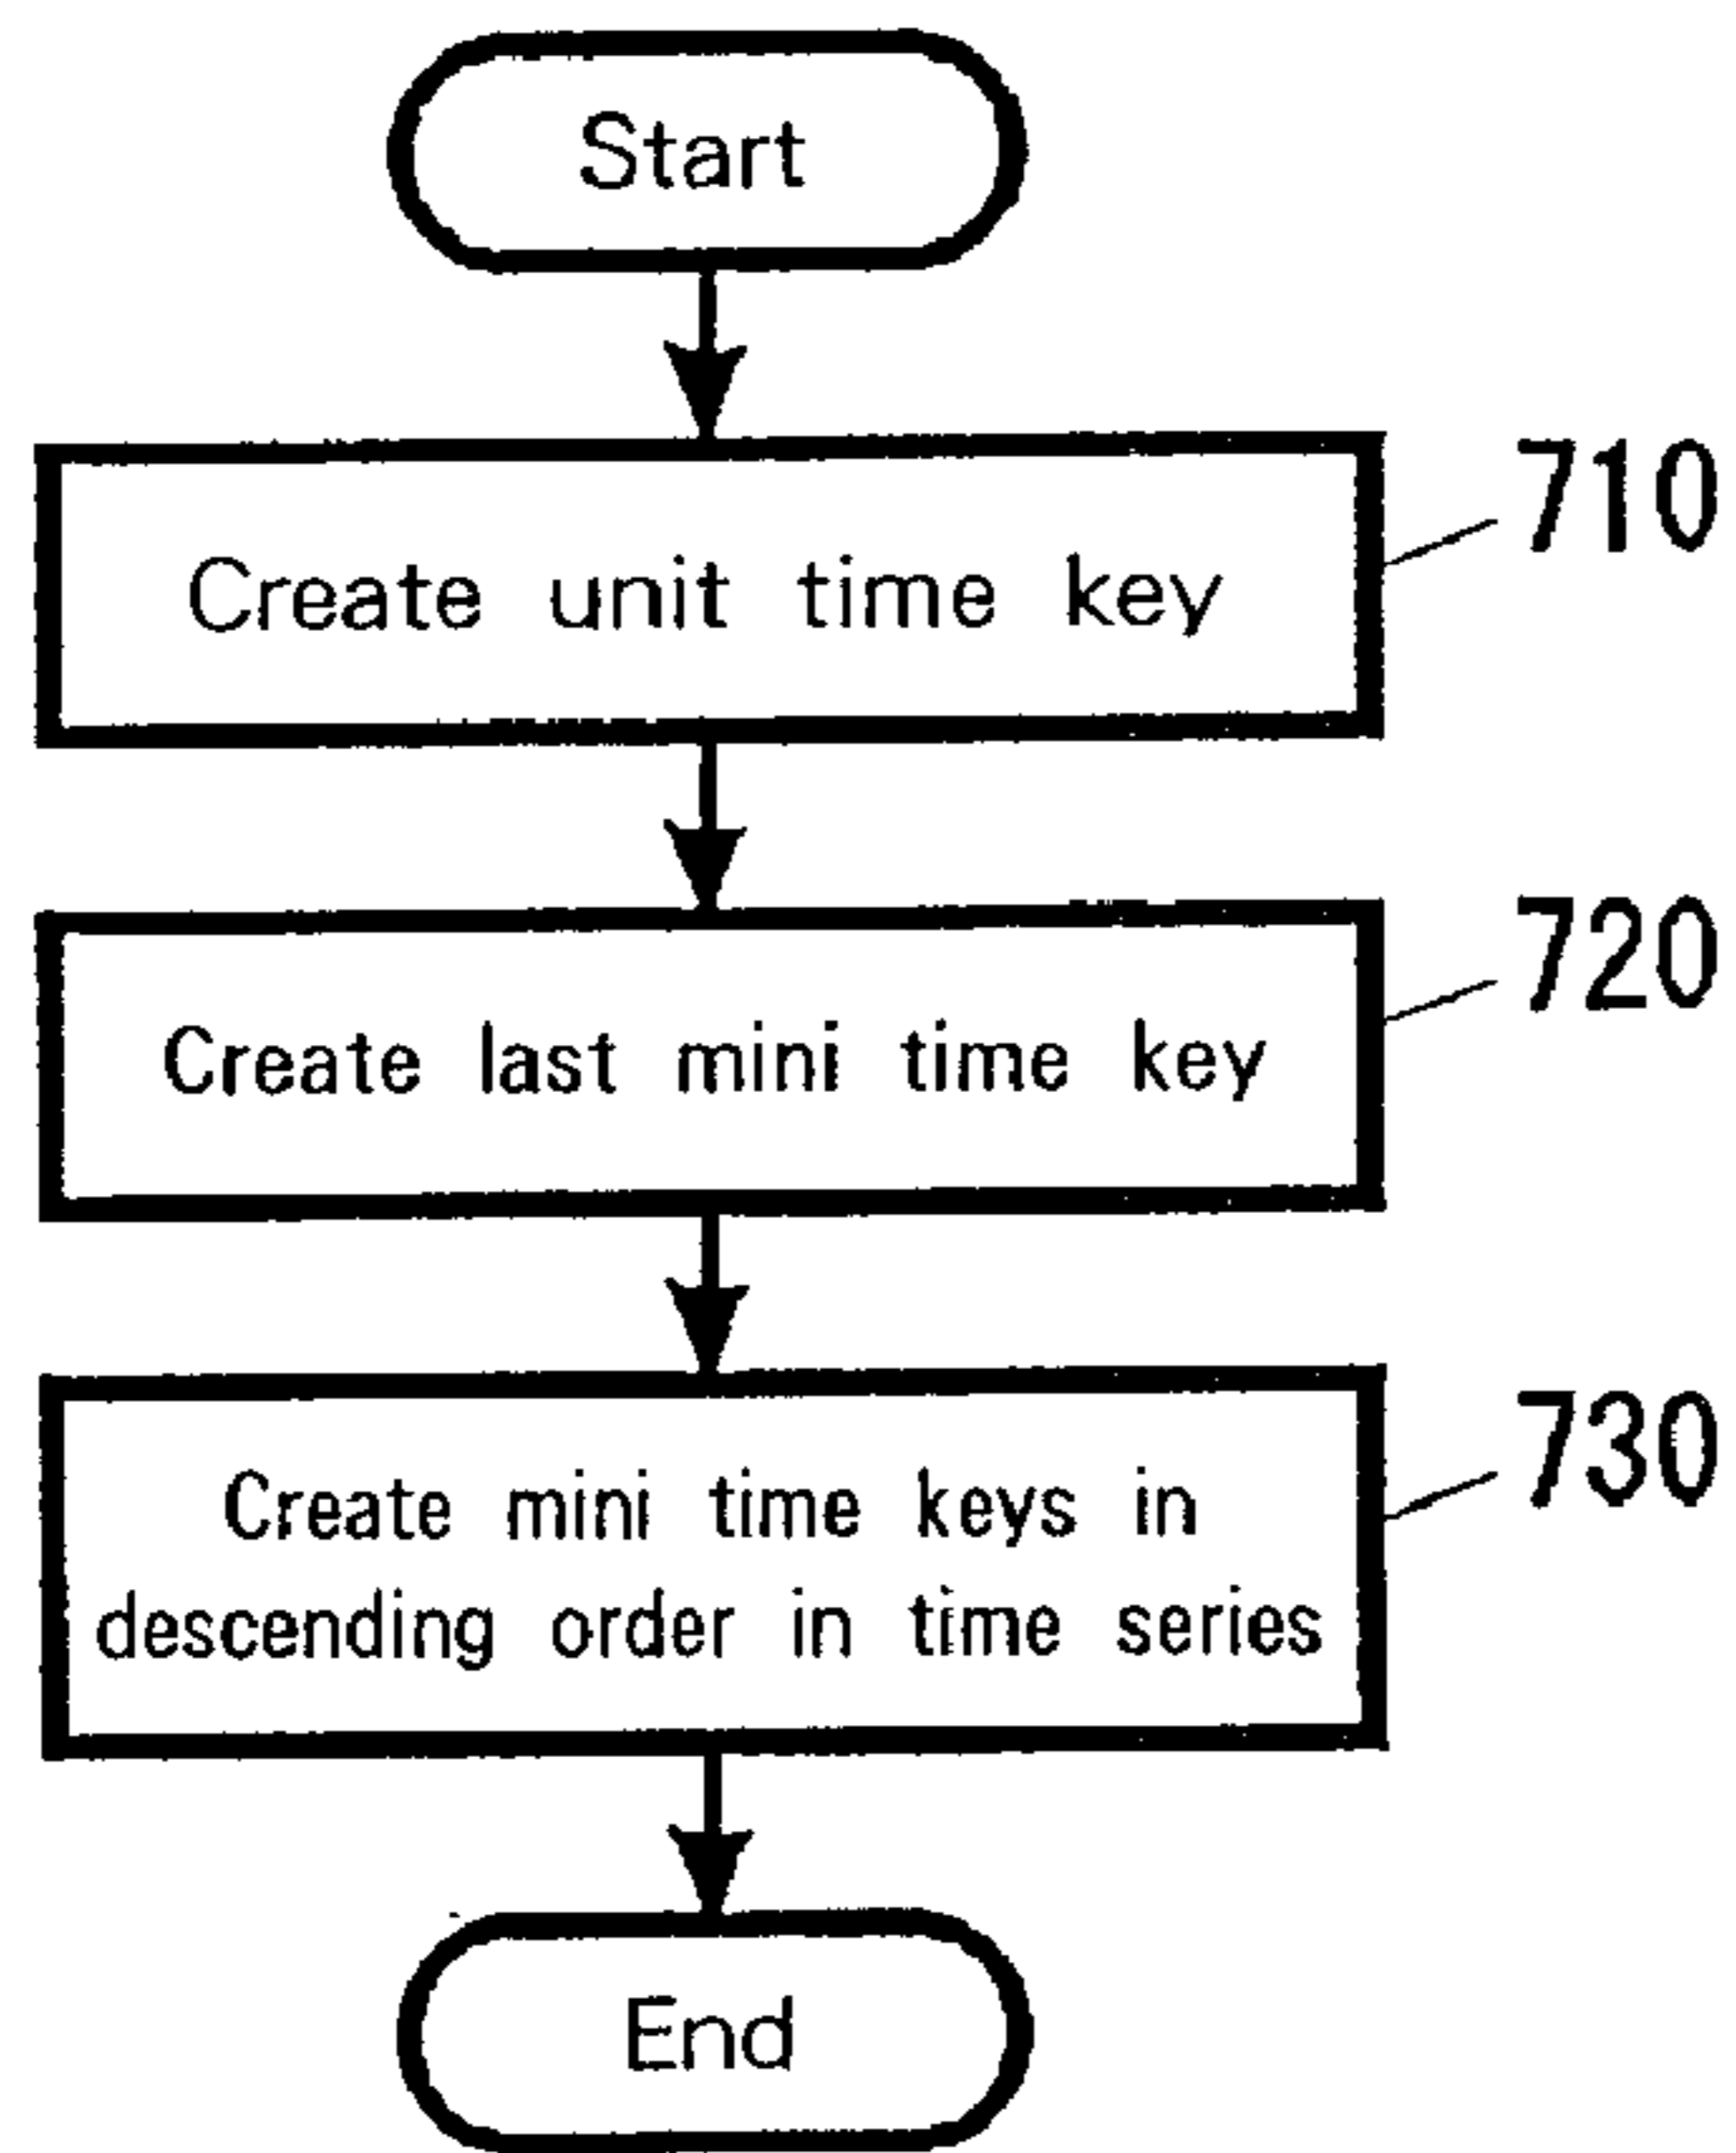 Start
Create unit time key
710
Create last mini time key
720
Create mini time keys in
descending order in time series
730
End